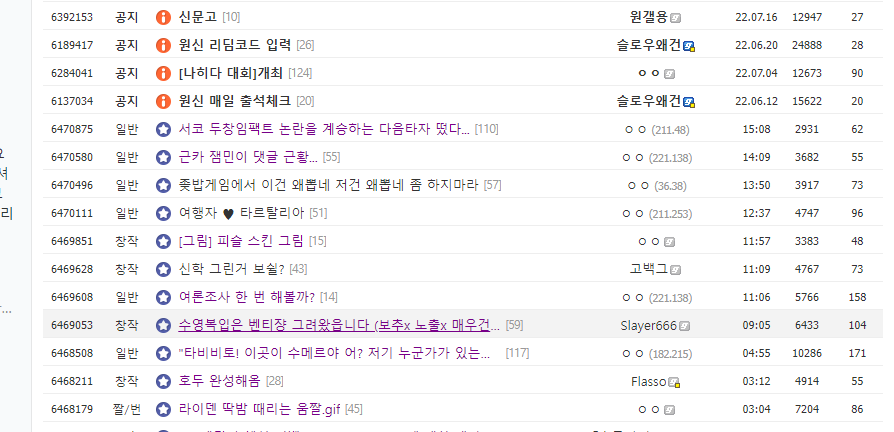 6392153 공지 신문고 [10] 원갤용 22.07.16 12947 27
6189417 공지 원신 리딤코드 입력 [26] 슬로우왜건 22.06.20 24888 28
6284041 공지 [나히다 대회]개최 [124] ㅇㅇ 22.07.04 12673 90
6137034 공지 원신 매일 출석체크 [20] 슬로우왜건 22.06.12 15622 20
요
6470875 일반 서코 두창임팩트 논란을 계승하는 다음타자 떴다... [110] ㅇㅇ (211.48) 15:08 2931 62
6470580 일반 근카 잼민이 댓글 근황... [55] ㅇㅇ (221.138) 14:09 3682 55
셔
6470496 일반 좆밥게임에서 이건 왜뽑네 저건 왜뽑네 좀 하지마라 [57] ㅇㅇ (36.38) 13:50 3917 73
리
6470111 일반 여행자 ♥ 타르탈리아 [51] ㅇㅇ (211.253) 12:37 4747 96
6469851 창작 [그림] 피슬 스킨 그림 [15] ㅇㅇ 11:57 3383 48
6469628 창작 신학 그린거 보쉴? [43] 고백그 11:09 4767 73
6469608 일반 여론조사 한 번 해볼까? [14] ㅇㅇ (221.138) 11:06 5766 158
...
6469053 창작 수영복입은 벤티쟝 그려왔읍니다 (보추x 노출x 매우건... [59] Slayer666 09:05 6433 104
6468508 일반 "타비비토! 이곳이 수메르야 어? 저기 누군가가 있는... [117] ㅇㅇ (182.215) 04:55 10286 171
6468211 창작 호두 완성해옴 [28] Flasso 03:12 4914 55
6468179 짤/번 라이덴 딱밤 때리는 움짤.gif [45] ㅇㅇ 03:04 7204 86